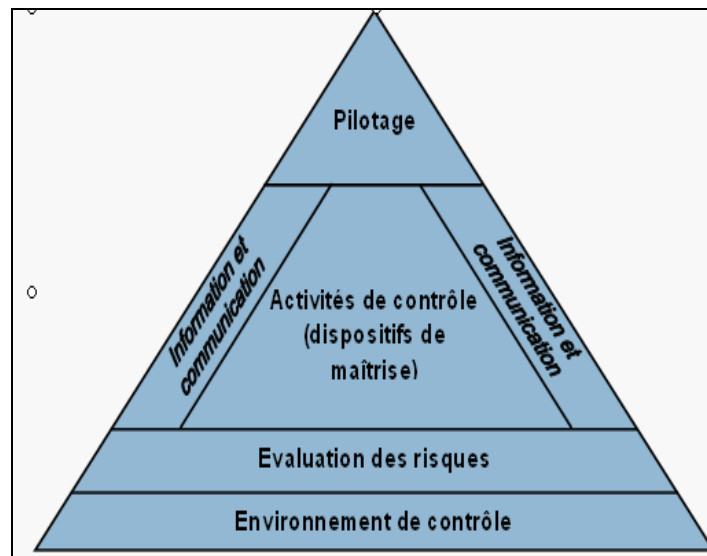 Pilotage
Information et
communication
Activités de contrôle
(dispositifs de
maîtrise)
Information et
communication
Evaluation des risques
Environnement de contrôle